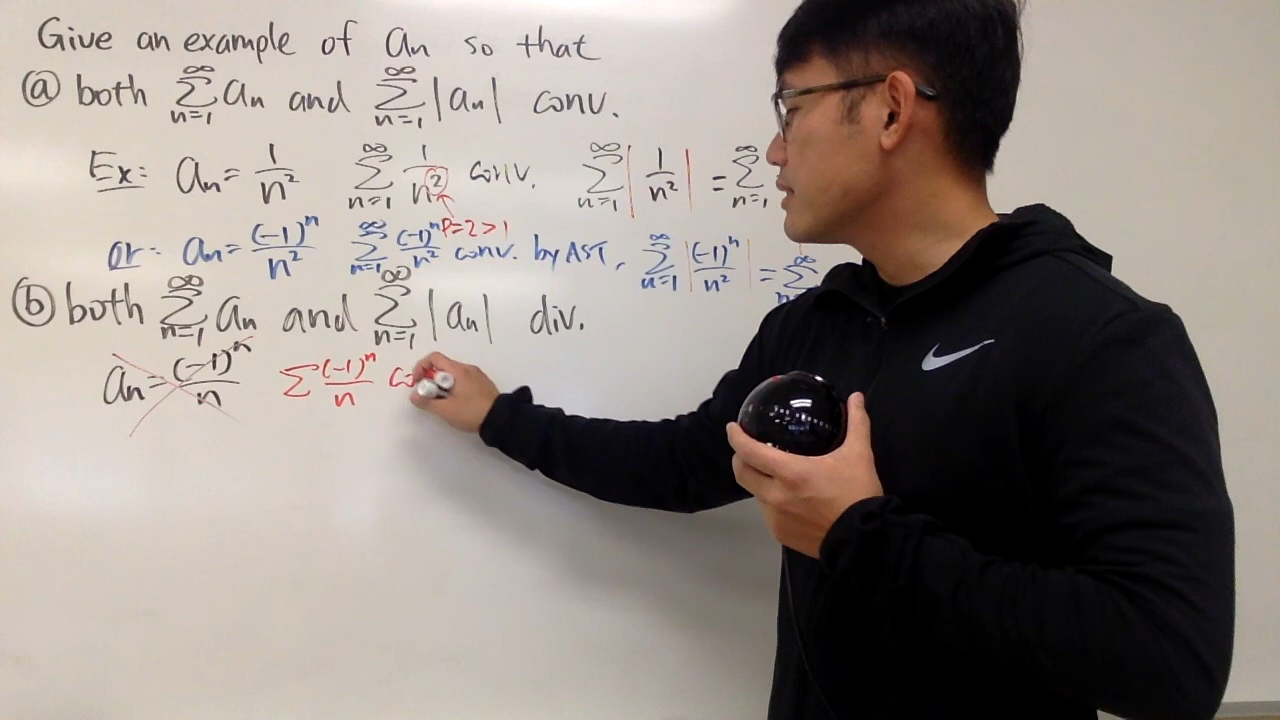 Give an example of aₙ so that
ⓐ both ∑_{n=1}^{∞} aₙ and ∑_{n=1}^{∞} |aₙ| conv.
Ex: aₙ = 1/n² ∑_{n=1}^{∞} 1/n² conv. ∑_{n=1}^{∞} |1/n²| = ∑_{n=1}^{∞}
P=2>1
or: aₙ = (-1)ⁿ/n² ∑_{n=1}^{∞} (-1)ⁿ/n² conv. by AST, ∑_{n=1}^{∞} |(-1)ⁿ/n²| = ∑^{∞}
ⓑ both ∑_{n=1}^{∞} aₙ and ∑_{n=1}^{∞} |aₙ| div.
aₙ = (-1)ⁿ/n ∑ (-1)ⁿ/n co